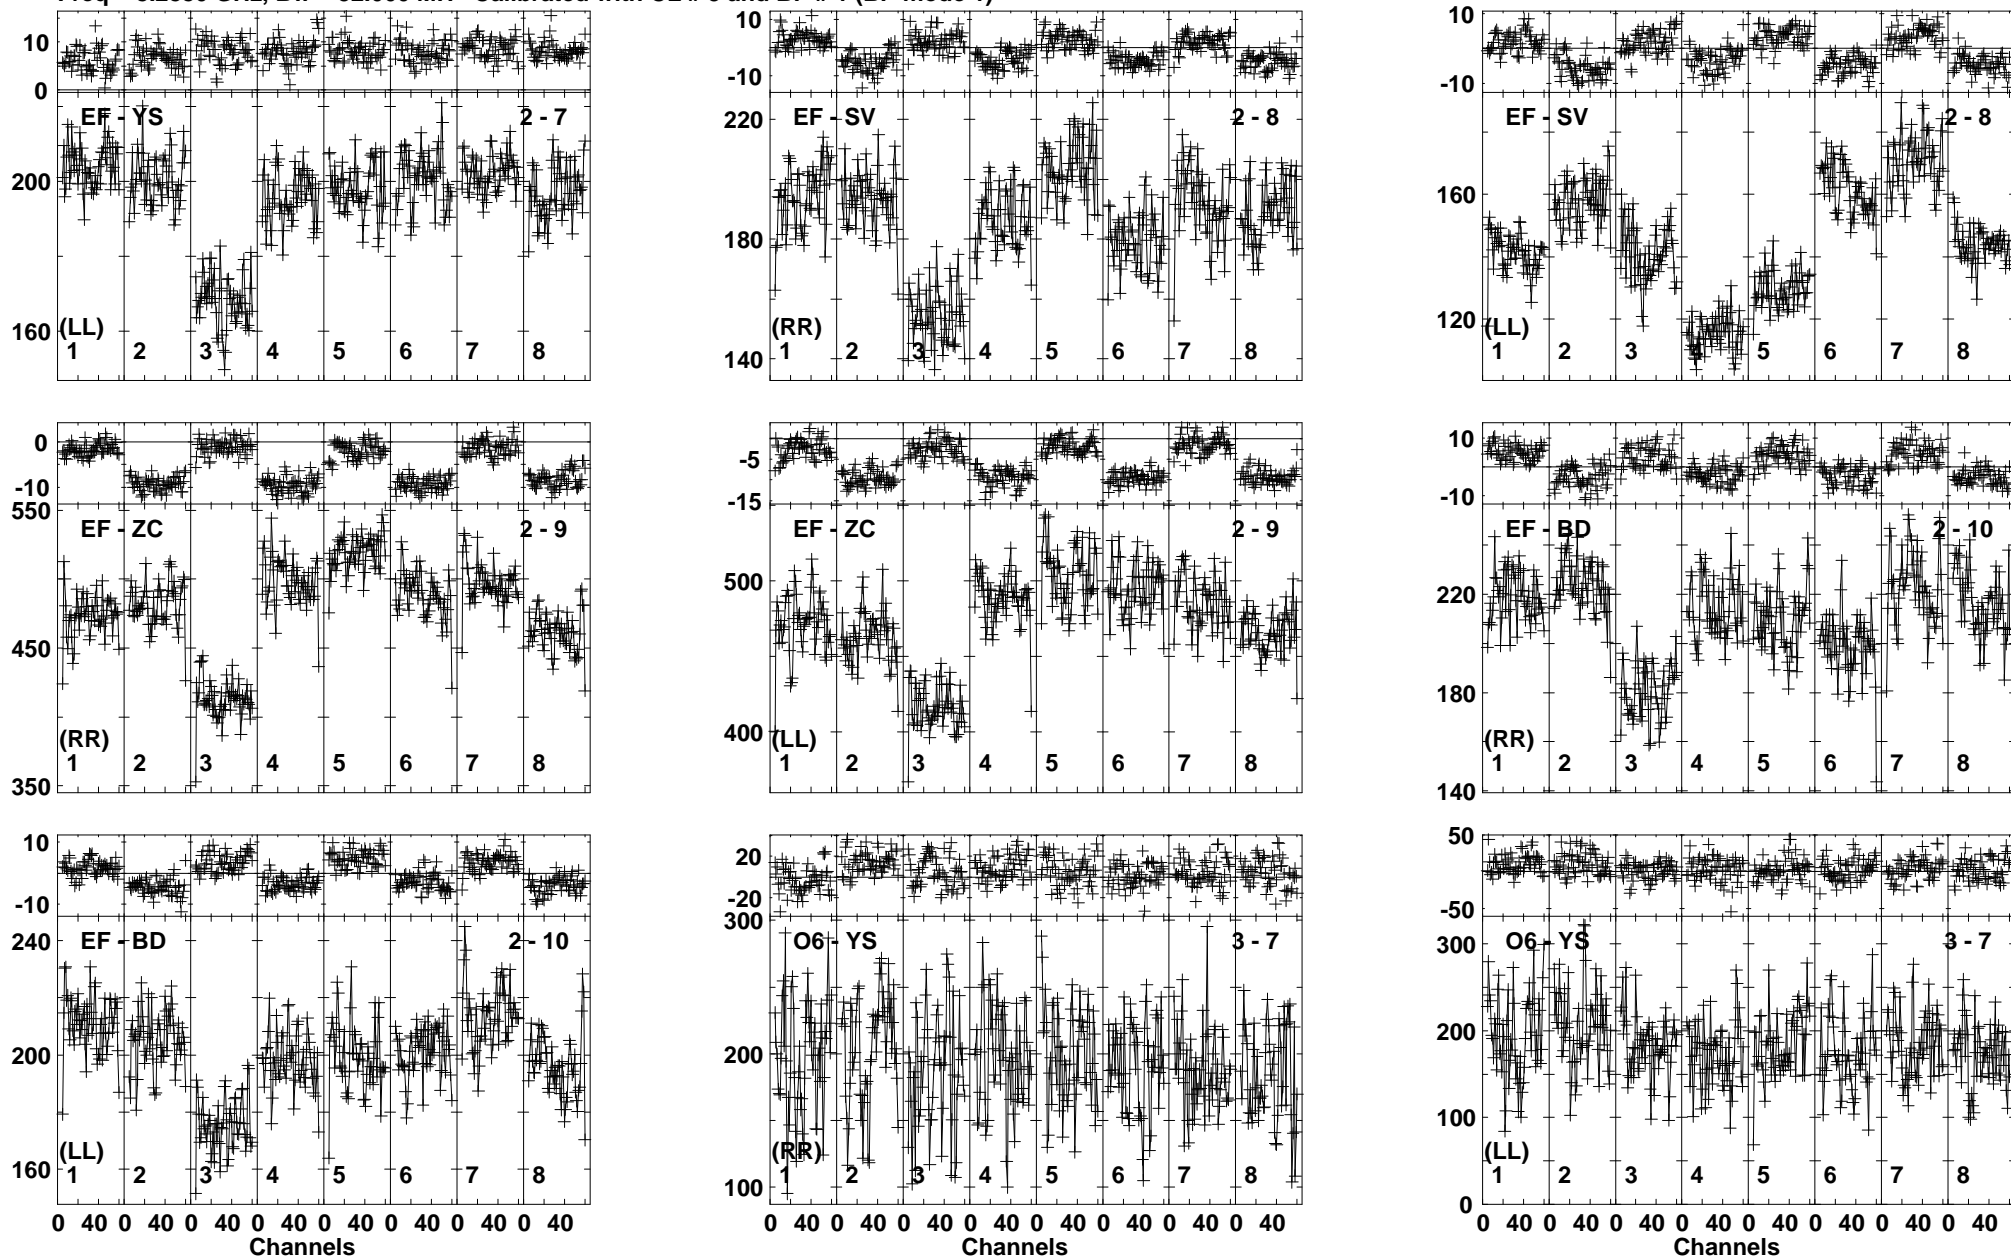 10 0
EF - YS 2 - 7
200 160
(LL)
1 2 3 4 5 6 7 8
10 -10
EF - SV 2 - 8
220 180 140
(RR)
1 2 3 4 5 6 7 8
10 -10
EF - SV 2 - 8
160 120
(LL)
1 2 3 4 5 6 7 8
0 -10
EF - ZC 2 - 9
550 450 350
(RR)
1 2 3 4 5 6 7 8
-5 -15
EF - ZC 2 - 9
500 400
(LL)
1 2 3 4 5 6 7 8
10 -10
EF - BD 2 - 10
220 180 140
(RR)
1 2 3 4 5 6 7 8
10 -10
EF - BD 2 - 10
240 200 160
(LL)
1 2 3 4 5 6 7 8
0 40 0 40 0 40 0 40 0 40 0 40 0 40 0 40
Channels
20 -20
O6 - YS 3 - 7
300 200 100
(RR)
1 2 3 4 5 6 7 8
0 40 0 40 0 40 0 40 0 40 0 40 0 40 0 40
Channels
50 -50
O6 - YS 3 - 7
300 200 100 0
(LL)
1 2 3 4 5 6 7 8
0 40 0 40 0 40 0 40 0 40 0 40 0 40 0 40
Channels